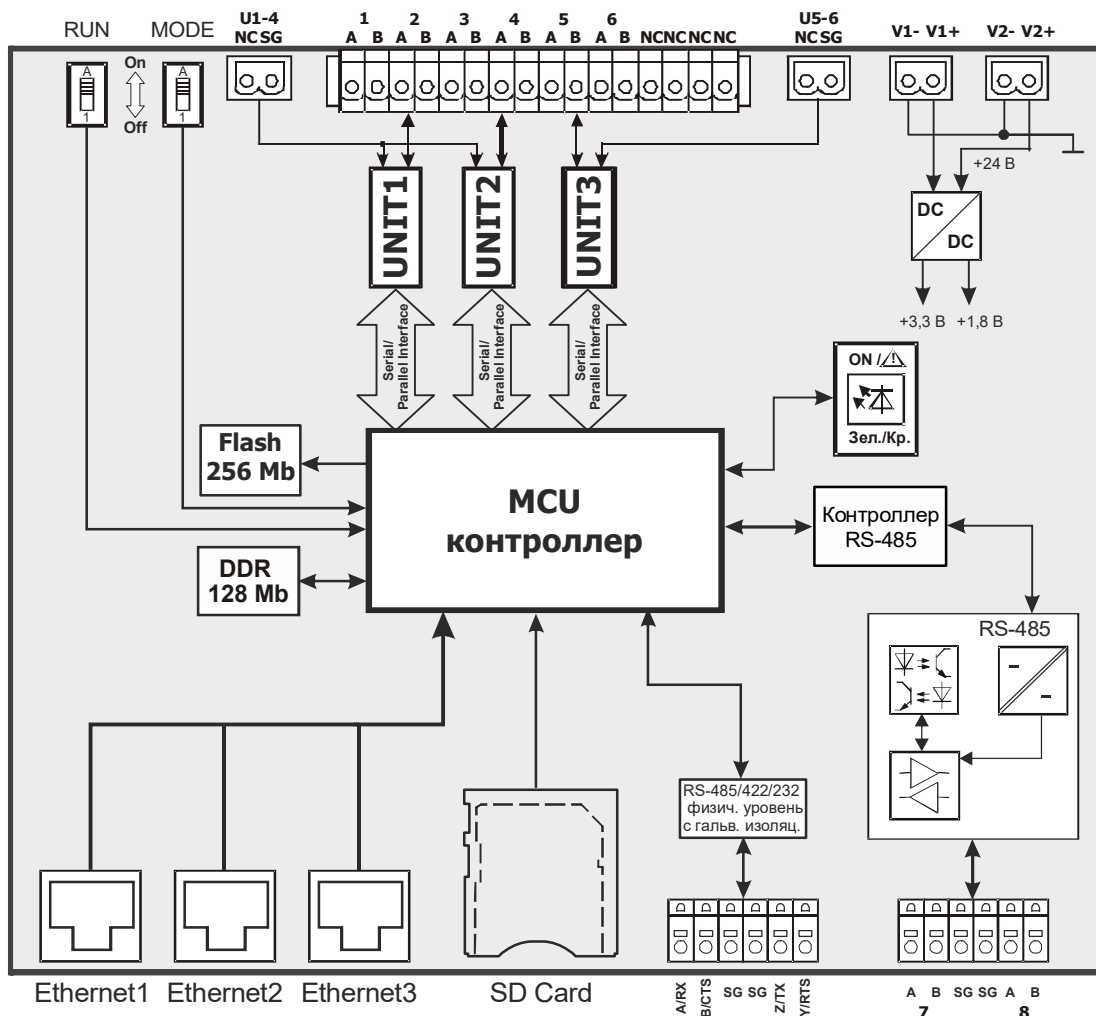 RUN
MODE
On
Off
A
1
A
1
U1-4
NC SG
1 2 3 4 5 6
A B A B A B A B A B A B NC NC NC NC
U5-6
NC SG
V1- V1+
V2- V2+
+24 В
DC
DC
+3,3 В
+1,8 В
UNIT1
UNIT2
UNIT3
Serial/
Parallel Interface
Serial/
Parallel Interface
Serial/
Parallel Interface
ON /
Зел./Кр.
Flash
256 Mb
MCU
контроллер
Контроллер
RS-485
DDR
128 Mb
RS-485
RS-485/422/232
физич. уровень
с гальв. изоляц.
Ethernet1
Ethernet2
Ethernet3
SD Card
A/RX
B/CTS
SG
SG
Z/TX
Y/RTS
A B SG SG A B
7 8